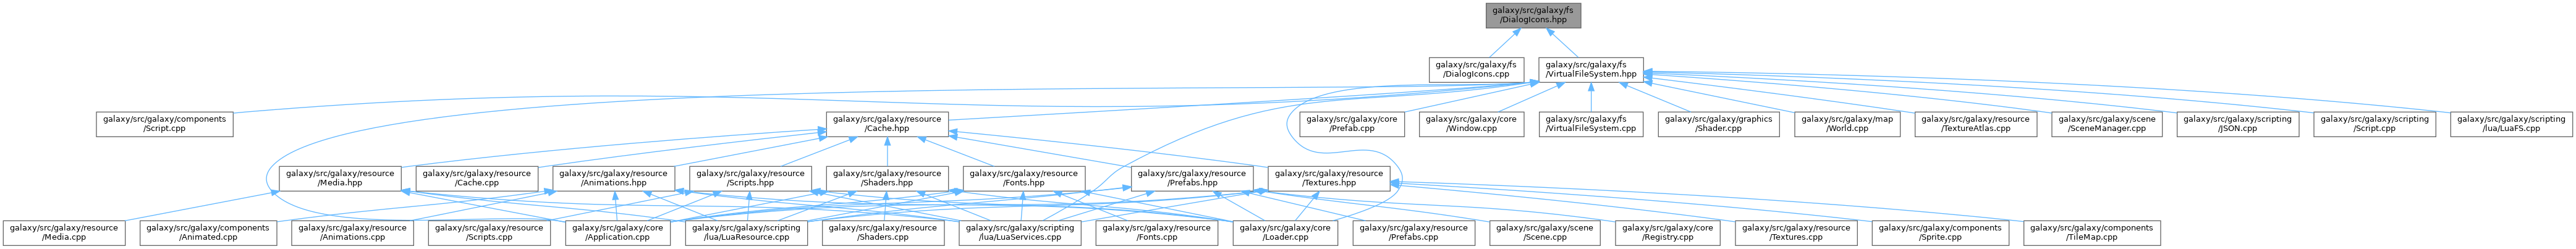 galaxy/src/galaxy/fs
/DialogIcons.hpp
galaxy/src/galaxy/fs
/DialogIcons.cpp
galaxy/src/galaxy/fs
/VirtualFileSystem.hpp
galaxy/src/galaxy/components
/Script.cpp
galaxy/src/galaxy/resource
/Cache.hpp
galaxy/src/galaxy/core
/Prefab.cpp
galaxy/src/galaxy/core
/Window.cpp
galaxy/src/galaxy/fs
/VirtualFileSystem.cpp
galaxy/src/galaxy/graphics
/Shader.cpp
galaxy/src/galaxy/map
/World.cpp
galaxy/src/galaxy/resource
/TextureAtlas.cpp
galaxy/src/galaxy/scene
/SceneManager.cpp
galaxy/src/galaxy/scripting
/JSON.cpp
galaxy/src/galaxy/scripting
/Script.cpp
galaxy/src/galaxy/scripting
/lua/LuaFS.cpp
galaxy/src/galaxy/resource
/Media.hpp
galaxy/src/galaxy/resource
/Cache.cpp
galaxy/src/galaxy/resource
/Animations.hpp
galaxy/src/galaxy/resource
/Scripts.hpp
galaxy/src/galaxy/resource
/Shaders.hpp
galaxy/src/galaxy/resource
/Fonts.hpp
galaxy/src/galaxy/resource
/Prefabs.hpp
galaxy/src/galaxy/resource
/Textures.hpp
galaxy/src/galaxy/resource
/Media.cpp
galaxy/src/galaxy/components
/Animated.cpp
galaxy/src/galaxy/resource
/Animations.cpp
galaxy/src/galaxy/resource
/Scripts.cpp
galaxy/src/galaxy/core
/Application.cpp
galaxy/src/galaxy/scripting
/lua/LuaResource.cpp
galaxy/src/galaxy/resource
/Shaders.cpp
galaxy/src/galaxy/scripting
/lua/LuaServices.cpp
galaxy/src/galaxy/resource
/Fonts.cpp
galaxy/src/galaxy/core
/Loader.cpp
galaxy/src/galaxy/resource
/Prefabs.cpp
galaxy/src/galaxy/scene
/Scene.cpp
galaxy/src/galaxy/core
/Registry.cpp
galaxy/src/galaxy/resource
/Textures.cpp
galaxy/src/galaxy/components
/Sprite.cpp
galaxy/src/galaxy/components
/TileMap.cpp